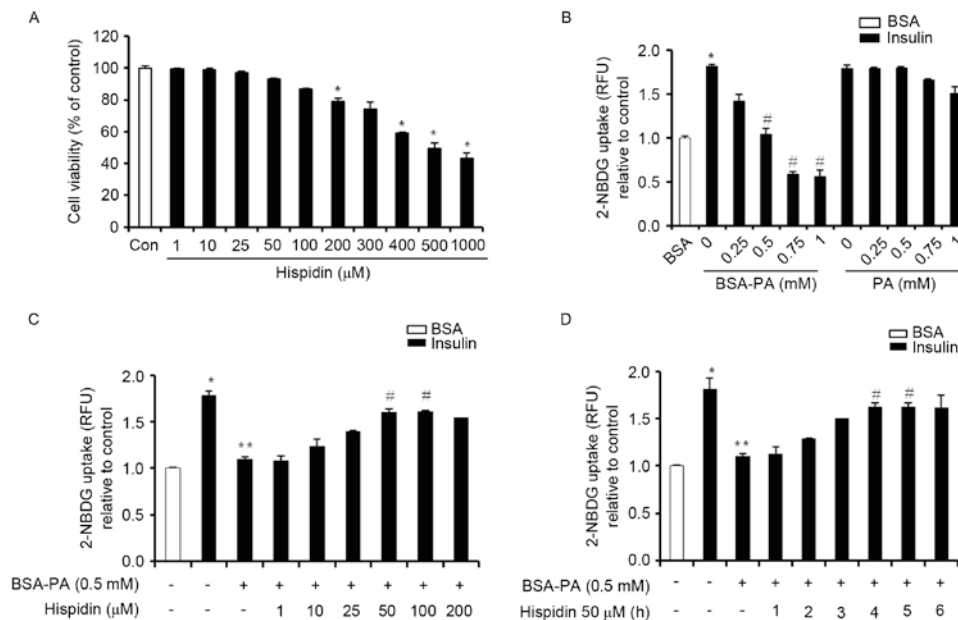 A
Cell viability (% of control)
120
100
80
60
40
20
0
*
*
*
*
Con 1 10 25 50 100 200 300 400 500 1000
Hispidin (μM)
B
BSA
Insulin
2-NBDG uptake (RFU)
relative to control
2.0
1.5
1.0
0.5
0.0
*
#
#
#
BSA 0 0.25 0.5 0.75 1 0 0.25 0.5 0.75 1
BSA-PA (mM) PA (mM)
C
BSA
Insulin
2-NBDG uptake (RFU)
relative to control
2.0
1.5
1.0
0.5
0.0
*
**
# #
BSA-PA (0.5 mM) - - + + + + + + +
Hispidin (μM) - - - 1 10 25 50 100 200
D
BSA
Insulin
2-NBDG uptake (RFU)
relative to control
2.0
1.5
1.0
0.5
0.0
*
**
# #
BSA-PA (0.5 mM) - - + + + + + + +
Hispidin 50 μM (h) - - - 1 2 3 4 5 6